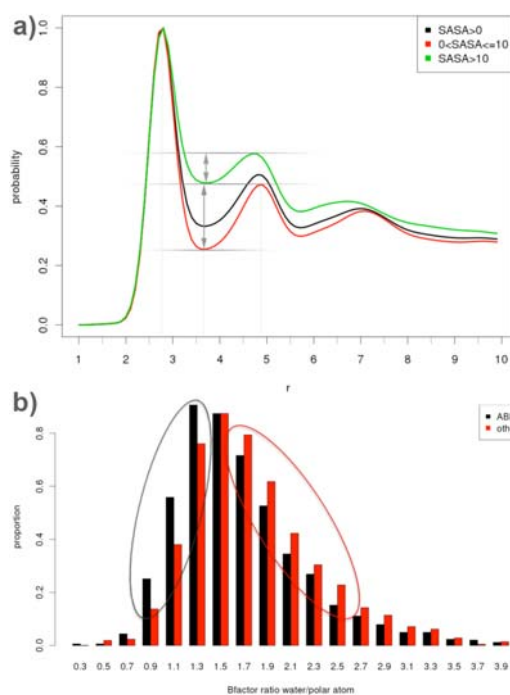 a)
SASA>0
0<SASA<=10
SASA>10
probability
0.0 0.2 0.4 0.6 0.8 1.0
1 2 3 4 5 6 7 8 9 10
r
b)
proportion
0.0 0.2 0.4 0.6 0.8
0.3 0.5 0.7 0.9 1.1 1.3 1.5 1.7 1.9 2.1 2.3 2.5 2.7 2.9 3.1 3.3 3.5 3.7 3.9
Bfactor ratio water/polar atom